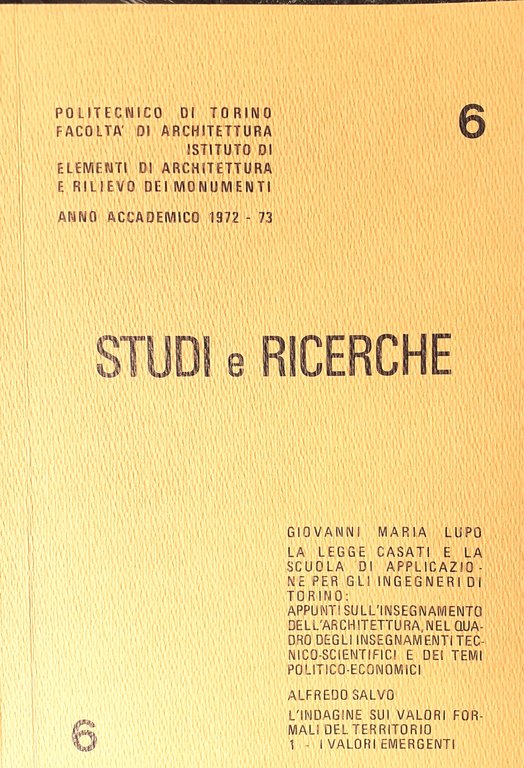 POLITECNICO DI TORINO
FACOLTA' DI ARCHITETTURA
ISTITUTO DI
ELEMENTI DI ARCHITETTURA
E RILIEVO DEI MONUMENTI
ANNO ACCADEMICO 1972 - 73
6
STUDI e RICERCHE
GIOVANNI MARIA LUPO
LA LEGGE CASATI E LA
SCUOLA DI APPLICAZIO-
NE PER GLI INGEGNERI DI
TORINO:
APPUNTI SULL'INSEGNAMENTO
DELL'ARCHITETTURA, NEL QUA-
DRO DEGLI INSEGNAMENTI TEC-
NICO-SCIENTIFICI E DEI TEMI
POLITICO-ECONOMICI
ALFREDO SALVO
L'INDAGINE SUI VALORI FOR-
MALI DEL TERRITORIO
1 - I VALORI EMERGENTI
6